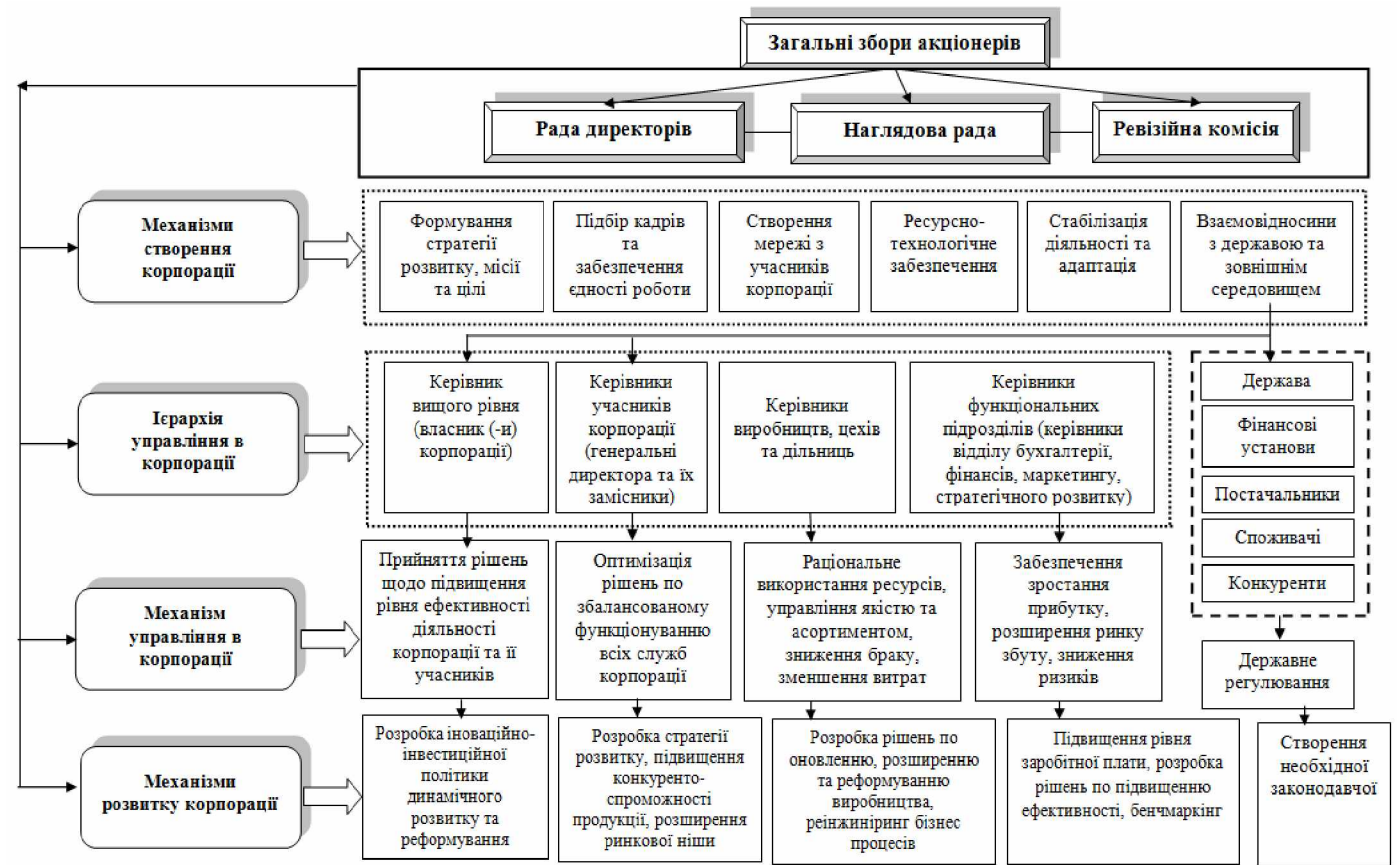 Загальні збори акціонерів
Рада директорів
Наглядова рада
Ревізійна комісія
Механізми
створення
корпорації
Формування
стратегії
розвитку, місії
та цілі
Підбір кадрів
та
забезпечення
єдності роботи
Створення
мережі з
учасників
корпорації
Ресурсно-
технологічне
забезпечення
Стабілізація
діяльності та
адаптація
Взаємовідносини
з державою та
зовнішнім
середовищем
Ієрархія
управління в
корпорації
Керівник
вищого рівня
(власник (-и)
корпорації)
Керівники
учасників
корпорації
(генеральні
директора та їх
замісники)
Керівники
виробництв, цехів
та дільниць
Керівники
функціональних
підрозділів (керівники
відділу бухгалтерії,
фінансів, маркетингу,
стратегічного розвитку)
Держава
Фінансові
установи
Постачальники
Споживачі
Конкуренти
Механізм
управління в
корпорації
Прийняття рішень
щодо підвищення
рівня ефективності
діяльності
корпорації та її
учасників
Оптимізація
рішень по
збалансованому
функціонуванню
всіх служб
корпорації
Раціональне
використання ресурсів,
управління якістю та
асортиментом,
зниження браку,
зменшення витрат
Забезпечення
зростання
прибутку,
розширення ринку
збуту, зниження
ризиків
Державне
регулювання
Механізми
розвитку корпорації
Розробка іноваційно-
інвестиційної
політики
динамічного
розвитку та
реформування
Розробка стратегії
розвитку, підвищення
конкуренто-
спроможності
продукції, розширення
ринкової ніши
Розробка рішень по
оновленню, розширенню
та реформуванню
виробництва,
реінжиніринг бізнес
процесів
Підвищення рівня
заробітної плати, розробка
рішень по підвищенню
ефективності, бенчмаркінг
Створення
необхідної
законодавчої